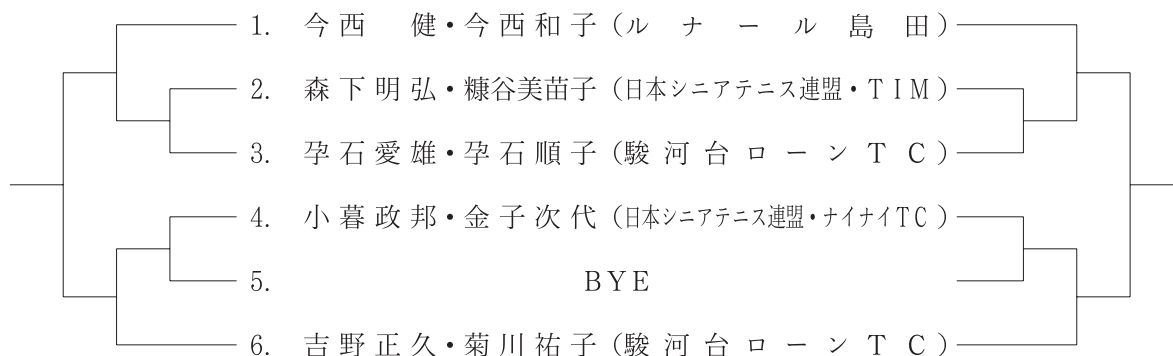 1. 今西 健・今西和子(ルナール島田)
2. 森下明弘・糠谷美苗子(日本シニアテニス連盟・TIM)
3. 孕石愛雄・孕石順子(駿河台ローンTC)
4. 小暮政邦・金子次代(日本シニアテニス連盟・ナイナイTC)
5. BYE
6. 吉野正久・菊川祐子(駿河台ローンTC)